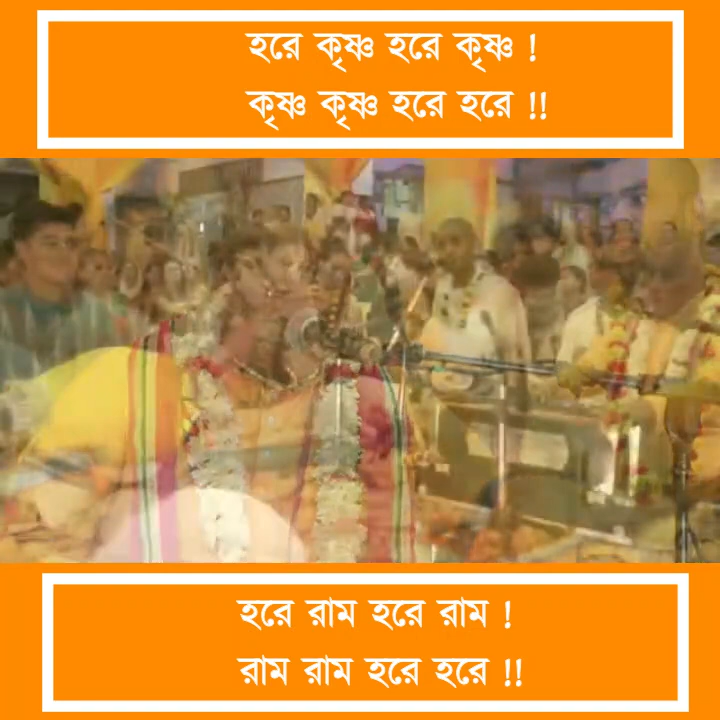 হরে কৃষ্ণ হরে কৃষ্ণ !
কৃষ্ণ কৃষ্ণ হরে হরে !!
হরে রাম হরে রাম !
রাম রাম হরে হরে !!